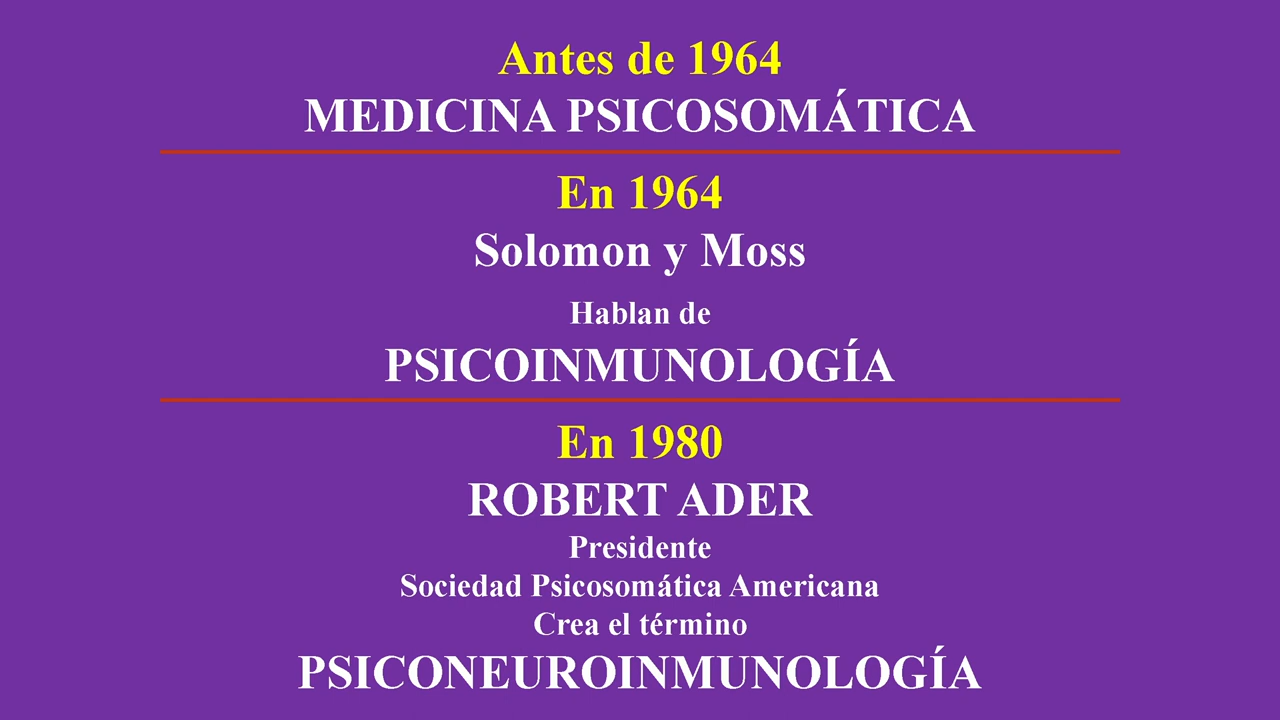 Antes de 1964
MEDICINA PSICOSOMÁTICA
En 1964
Solomon y Moss
Hablan de
PSICOINMUNOLOGÍA
En 1980
ROBERT ADER
Presidente
Sociedad Psicosomática Americana
Crea el término
PSICONEUROINMUNOLOGÍA